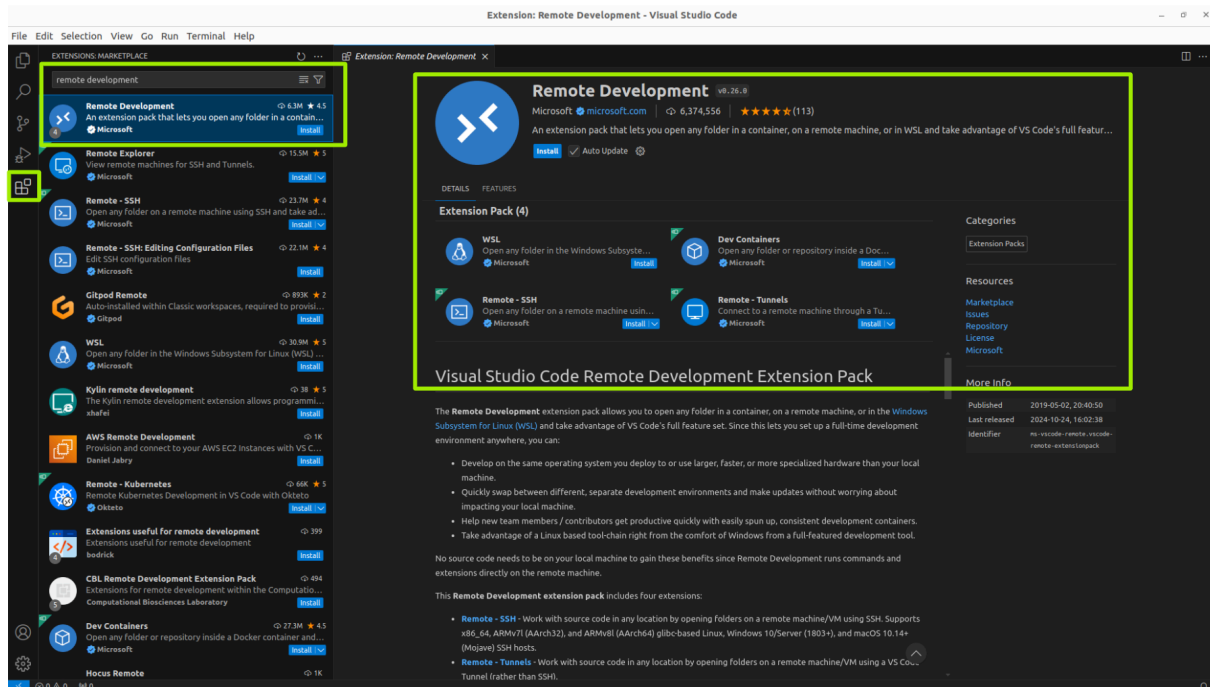 Extension: Remote Development - Visual Studio Code
File Edit Selection View Go Run Terminal Help
EXTENSIONS: MARKETPLACE
remote development
Remote Development 6.3M ★ 4.5
An extension pack that lets you open any folder in a contain...
Microsoft Install
4
Remote Explorer 15.5M ★ 5
View remote machines for SSH and Tunnels.
Microsoft Install
Remote - SSH 23.7M ★ 4
Open any folder on a remote machine using SSH and take ad...
Microsoft Install
Remote - SSH: Editing Configuration Files 22.1M ★ 4
Edit SSH configuration files
Microsoft Install
Gitpod Remote 893K ★ 2
Auto-installed within Classic workspaces, required to provisi...
Gitpod Install
WSL 30.9M ★ 5
Open any folder in the Windows Subsystem for Linux (WSL) ...
Microsoft Install
Kylin remote development 38 ★ 5
The Kylin remote development extension allows programmi...
xhafei Install
AWS Remote Development 1K
Provision and connect to your AWS EC2 Instances with VS C...
Daniel Jabry Install
Remote - Kubernetes 66K ★ 5
Remote Kubernetes Development in VS Code with Okteto
Okteto Install
Extensions useful for remote development 399
Extensions useful for remote development
bodrick Install
4
CBL Remote Development Extension Pack 494
Extensions for remote development within the Computatio...
Computational Biosciences Laboratory Install
5
Dev Containers 27.3M ★ 4.5
Open any folder or repository inside a Docker container and...
Microsoft Install
Hocus Remote 1K
Extension: Remote Development
Remote Development v0.26.0
Microsoft microsoft.com 6,374,556 ★★★★★(113)
An extension pack that lets you open any folder in a container, on a remote machine, or in WSL and take advantage of VS Code's full featur...
Install Auto Update
DETAILS FEATURES
Extension Pack (4)
WSL
Open any folder in the Windows Subsyste...
Microsoft Install
Dev Containers
Open any folder or repository inside a Doc...
Microsoft Install
Remote - SSH
Open any folder on a remote machine usin...
Microsoft Install
Remote - Tunnels
Connect to a remote machine through a Tu...
Microsoft Install
Visual Studio Code Remote Development Extension Pack
The Remote Development extension pack allows you to open any folder in a container, on a remote machine, or in the Windows
Subsystem for Linux (WSL) and take advantage of VS Code's full feature set. Since this lets you set up a full-time development
environment anywhere, you can:
• Develop on the same operating system you deploy to or use larger, faster, or more specialized hardware than your local
machine.
• Quickly swap between different, separate development environments and make updates without worrying about
impacting your local machine.
• Help new team members / contributors get productive quickly with easily spun up, consistent development containers.
• Take advantage of a Linux based tool-chain right from the comfort of Windows from a full-featured development tool.
No source code needs to be on your local machine to gain these benefits since Remote Development runs commands and
extensions directly on the remote machine.
This Remote Development extension pack includes four extensions:
• Remote - SSH - Work with source code in any location by opening folders on a remote machine/VM using SSH. Supports
x86_64, ARMv7l (AArch32), and ARMv8l (AArch64) glibc-based Linux, Windows 10/Server (1803+), and macOS 10.14+
(Mojave) SSH hosts.
• Remote - Tunnels - Work with source code in any location by opening folders on a remote machine/VM using a VS Code
Tunnel (rather than SSH).
Categories
Extension Packs
Resources
Marketplace
Issues
Repository
License
Microsoft
More Info
Published 2019-05-02, 20:40:50
Last released 2024-10-24, 16:02:38
Identifier ms-vscode-remote.vscode-
remote-extensionpack